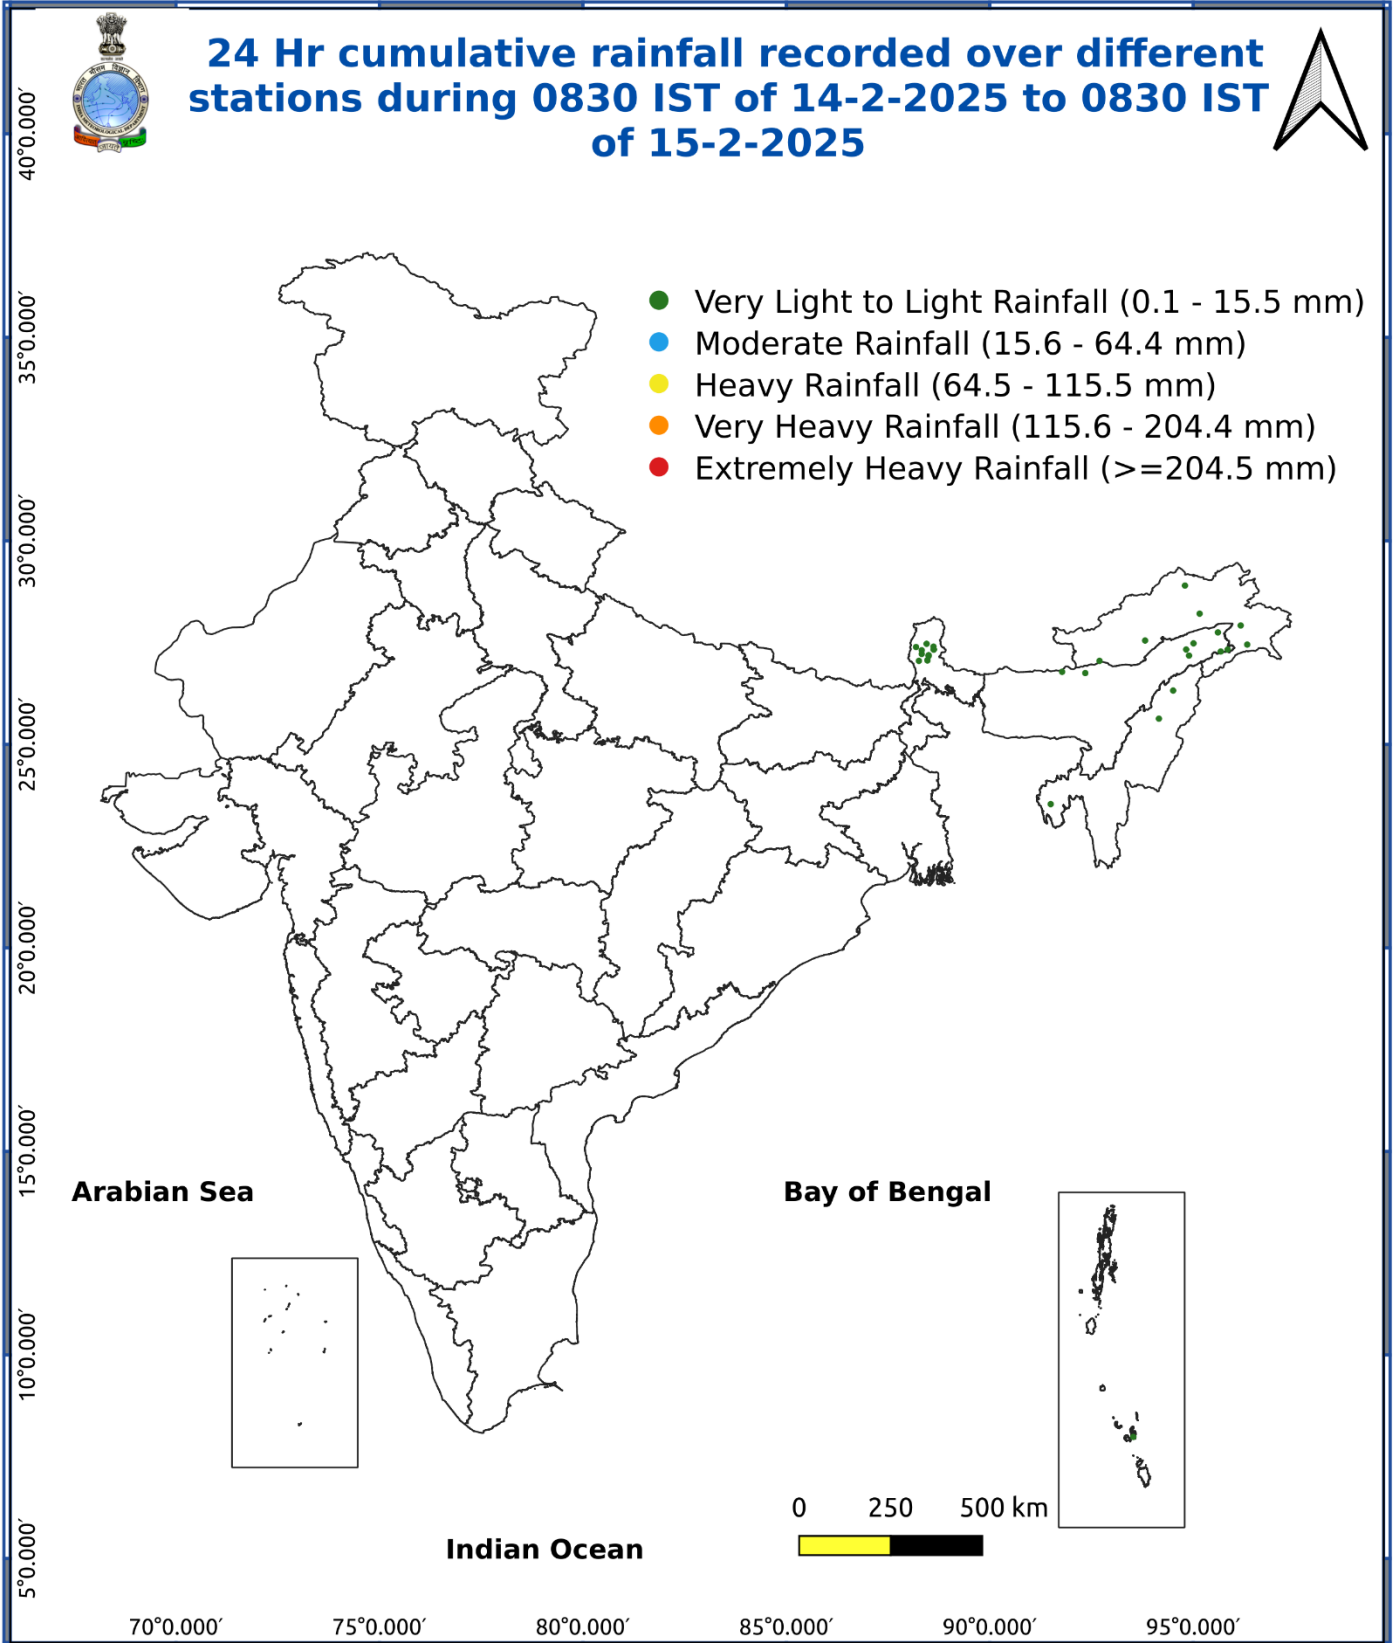 24 Hr cumulative rainfall recorded over different
stations during 0830 IST of 14-2-2025 to 0830 IST
of 15-2-2025
Very Light to Light Rainfall (0.1 - 15.5 mm)
Moderate Rainfall (15.6 - 64.4 mm)
Heavy Rainfall (64.5 - 115.5 mm)
Very Heavy Rainfall (115.6 - 204.4 mm)
Extremely Heavy Rainfall (>=204.5 mm)
40°0.000′
35°0.000′
30°0.000′
25°0.000′
20°0.000′
15°0.000′
10°0.000′
5°0.000′
Arabian Sea
Bay of Bengal
0 250 500 km
Indian Ocean
70°0.000′ 75°0.000′ 80°0.000′ 85°0.000′ 90°0.000′ 95°0.000′